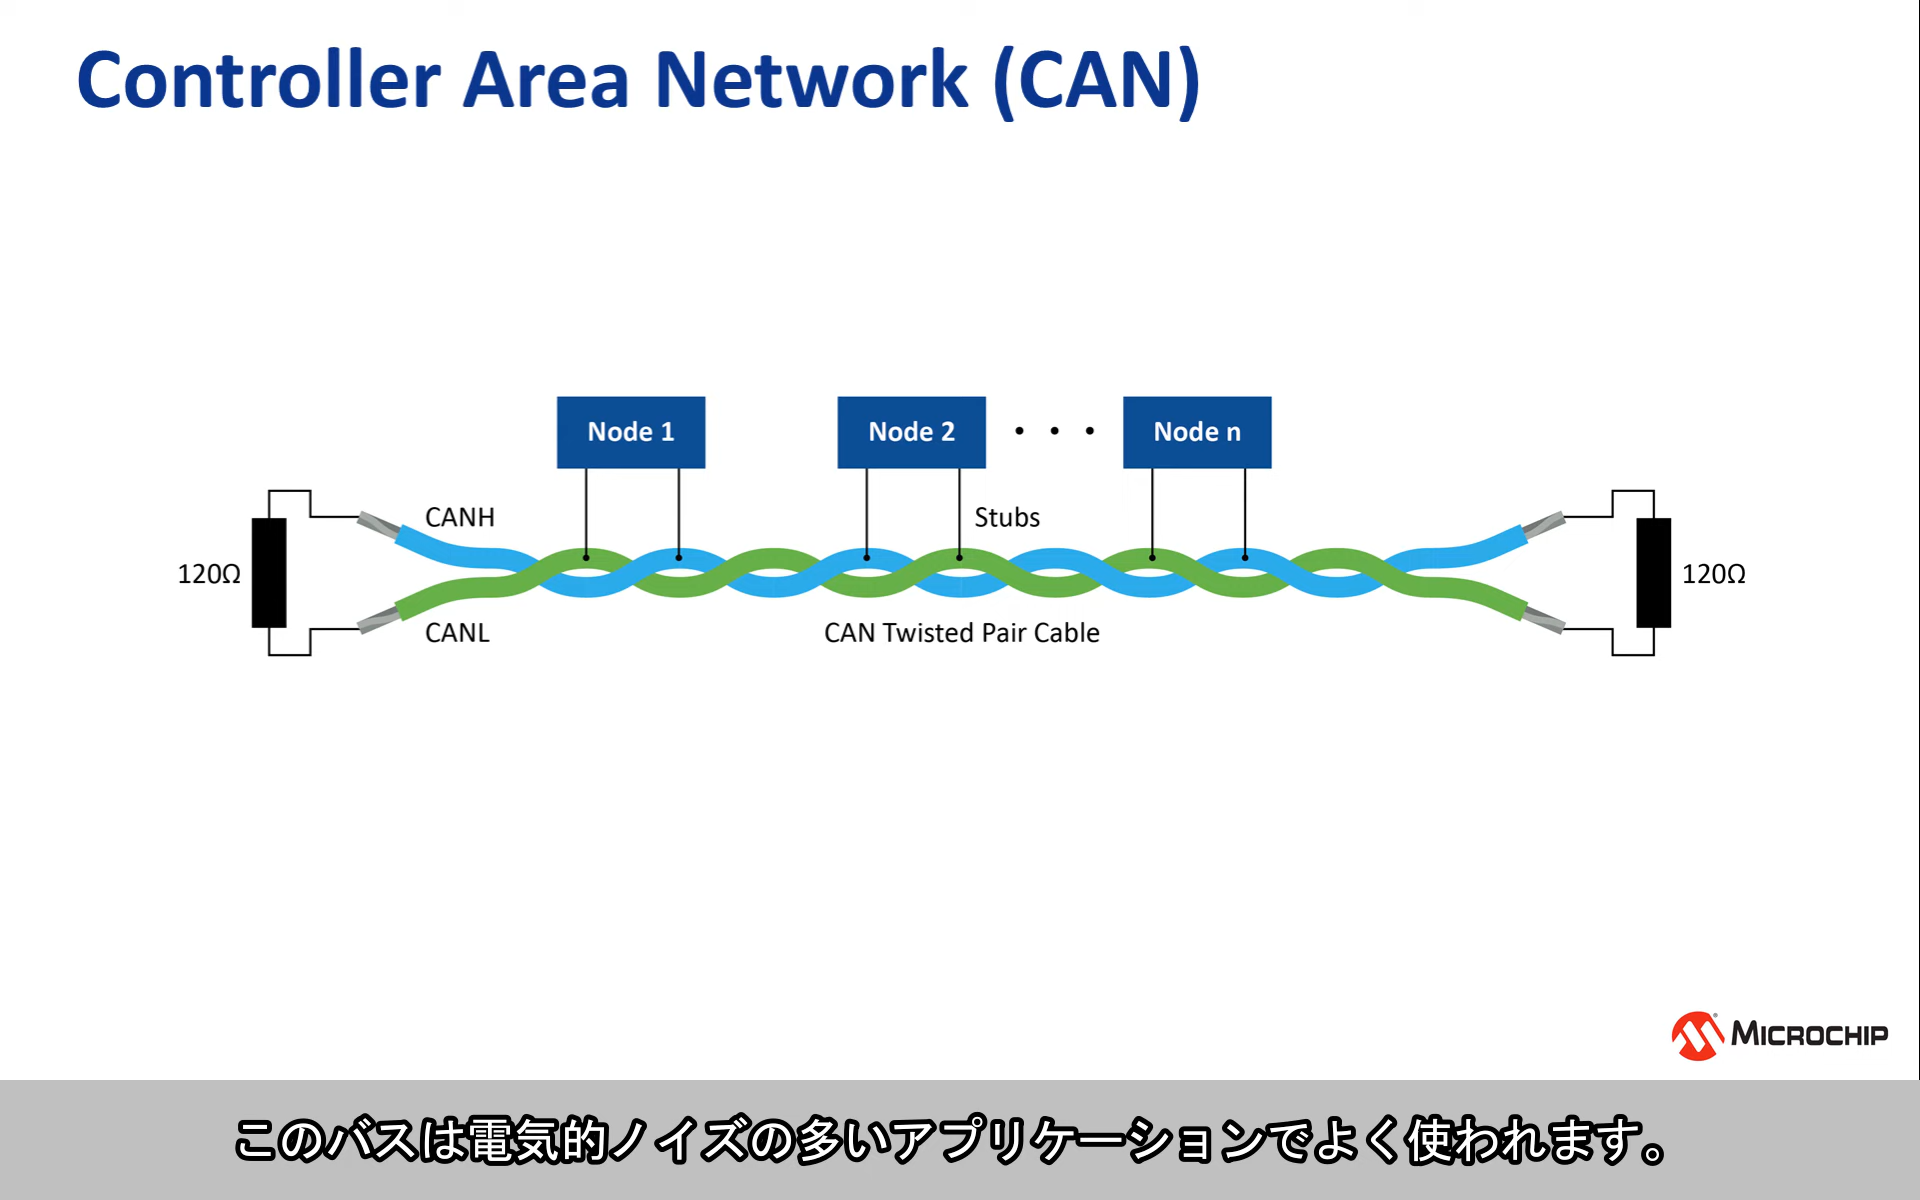 Controller Area Network (CAN)
Node 1
Node 2
• • •
Node n
CANH
Stubs
120Ω
120Ω
CANL
CAN Twisted Pair Cable
MICROCHIP
このバスは電気的ノイズの多いアプリケーションでよく使われます。